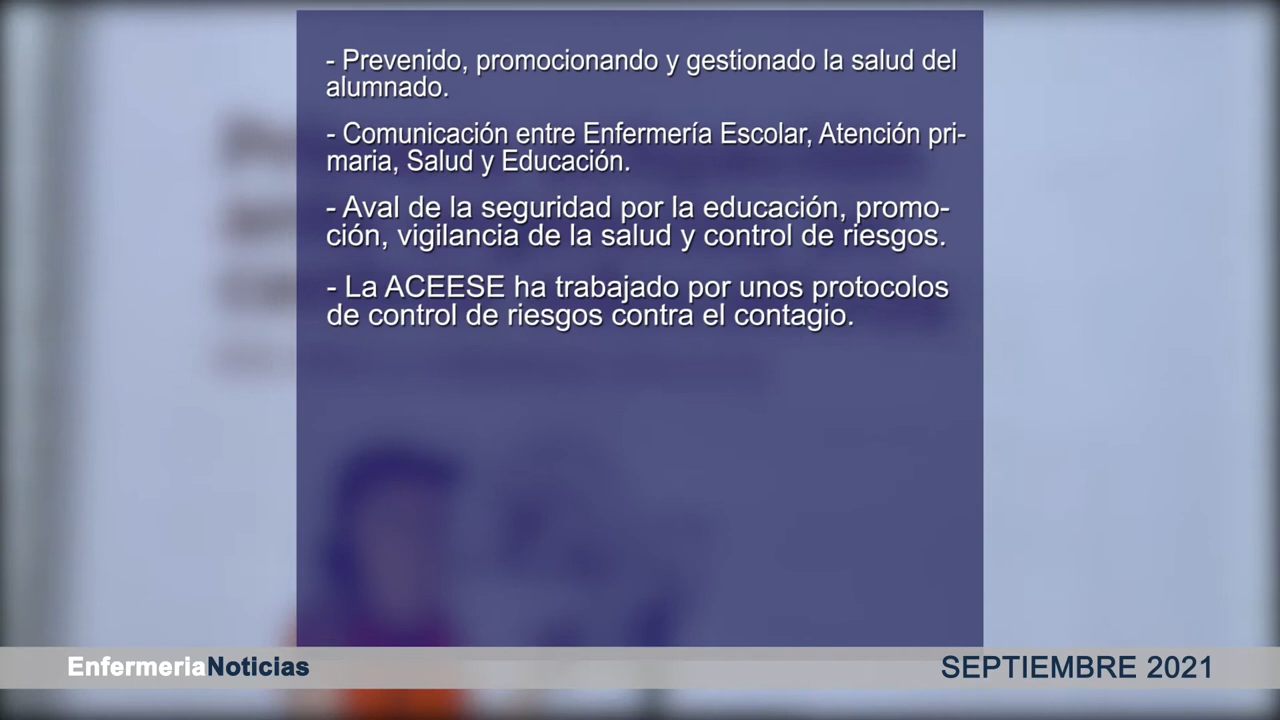 - Prevenido, promocionando y gestionado la salud del
alumnado.
- Comunicación entre Enfermería Escolar, Atención pri-
maria, Salud y Educación.
- Aval de la seguridad por la educación, promo-
ción, vigilancia de la salud y control de riesgos.
- La ACEESE ha trabajado por unos protocolos
de control de riesgos contra el contagio.
EnfermeriaNoticias
SEPTIEMBRE 2021